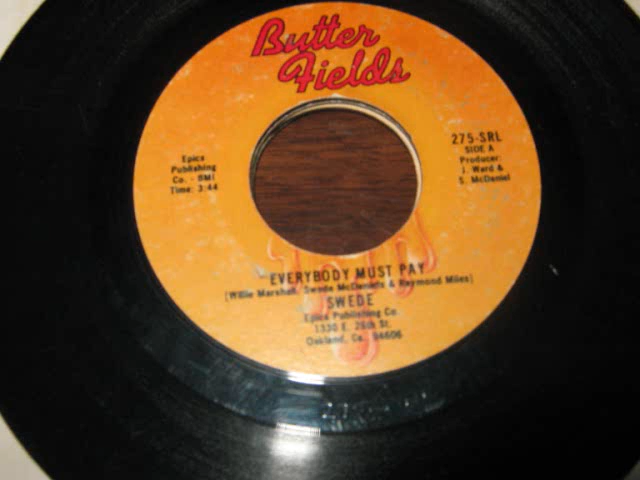 Butter
Fields
Epics
Publishing
Co. - BMI
Time: 3:44
275-SRL
SIDE A
Producer:
J. Ward &
S. McDaniel
EVERYBODY MUST PAY
(Willie Marshall, Swede McDaniels & Raymond Miles)
SWEDE
Epics Publishing Co
1330 E. 26th St.
Oakland, Ca. 94606